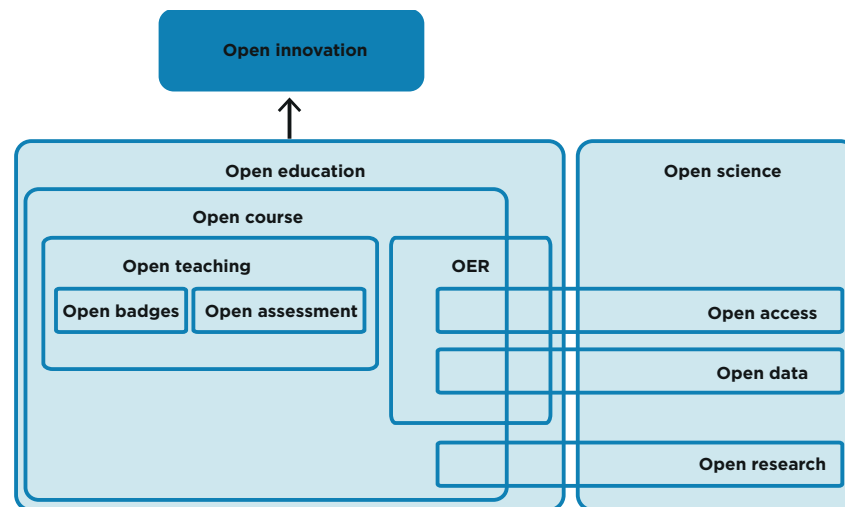 Open innovation
Open education
Open science
Open course
Open teaching
OER
Open badges
Open assessment
Open access
Open data
Open research